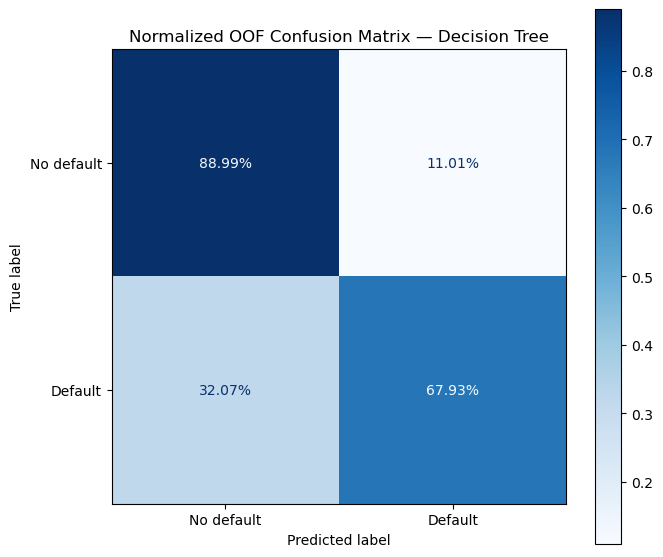 Normalized OOF Confusion Matrix — Decision Tree
True label
No default
88.99%
11.01%
Default
32.07%
67.93%
No default
Default
Predicted label
0.8
0.7
0.6
0.5
0.4
0.3
0.2